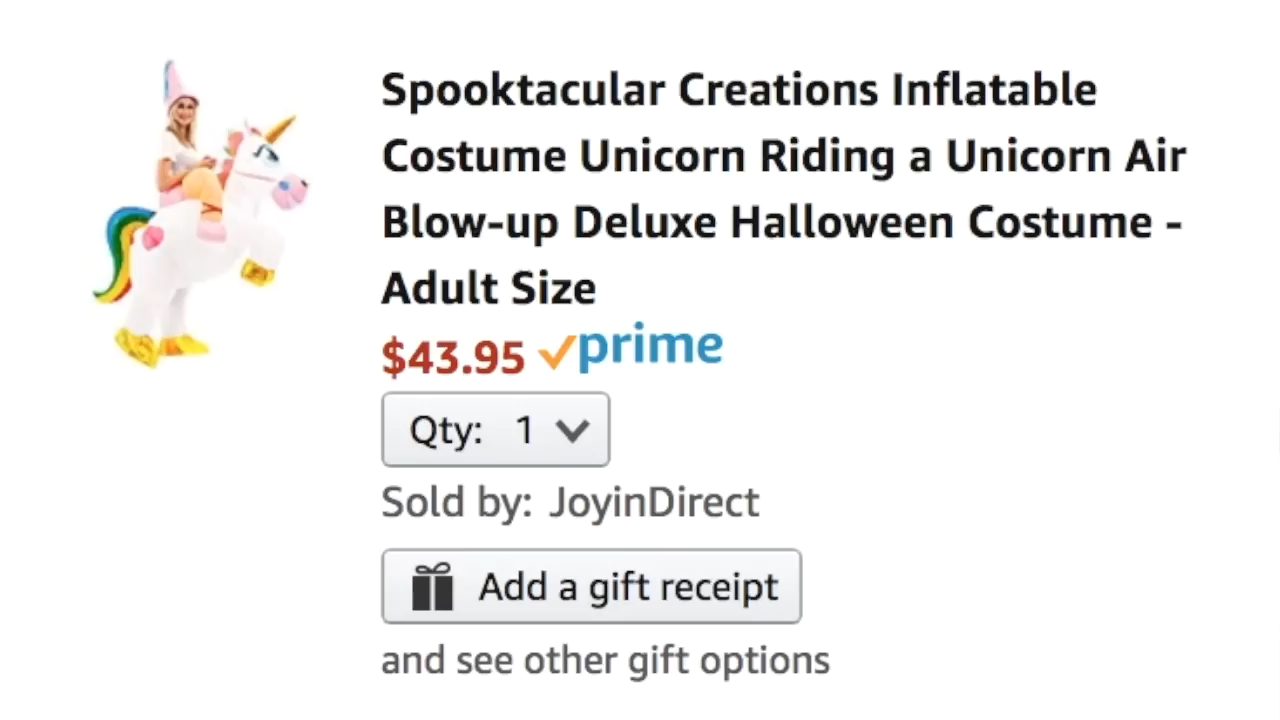 Spooktacular Creations Inflatable
Costume Unicorn Riding a Unicorn Air
Blow-up Deluxe Halloween Costume -
Adult Size
$43.95 prime
Qty: 1
Sold by: JoyinDirect
Add a gift receipt
and see other gift options